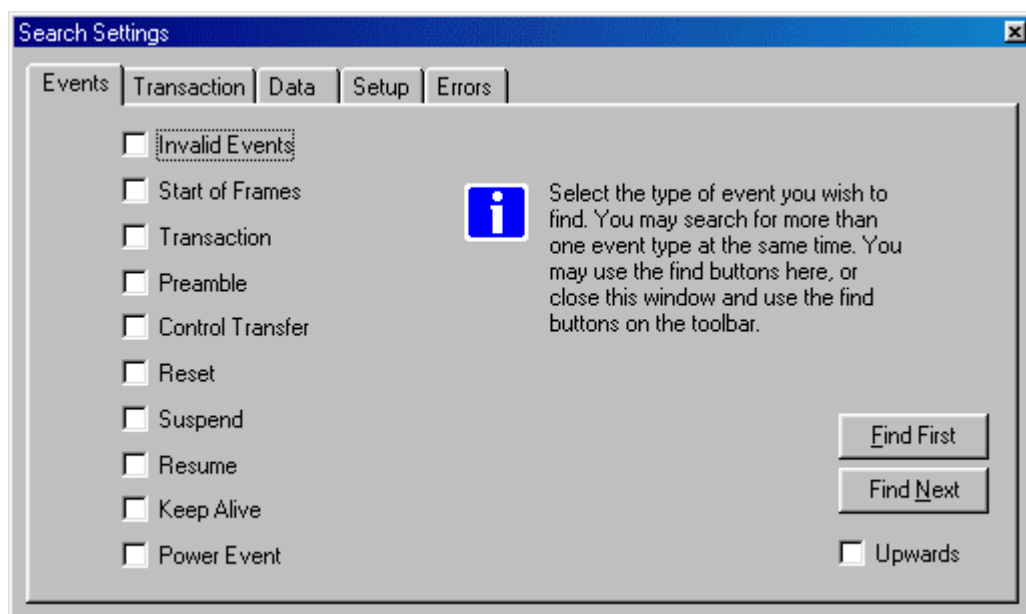 Search Settings
Events Transaction Data Setup Errors
Invalid Events
Start of Frames
Transaction
Preamble
Control Transfer
Reset
Suspend
Resume
Keep Alive
Power Event
Select the type of event you wish to
find. You may search for more than
one event type at the same time. You
may use the find buttons here, or
close this window and use the find
buttons on the toolbar.
Find First
Find Next
Upwards